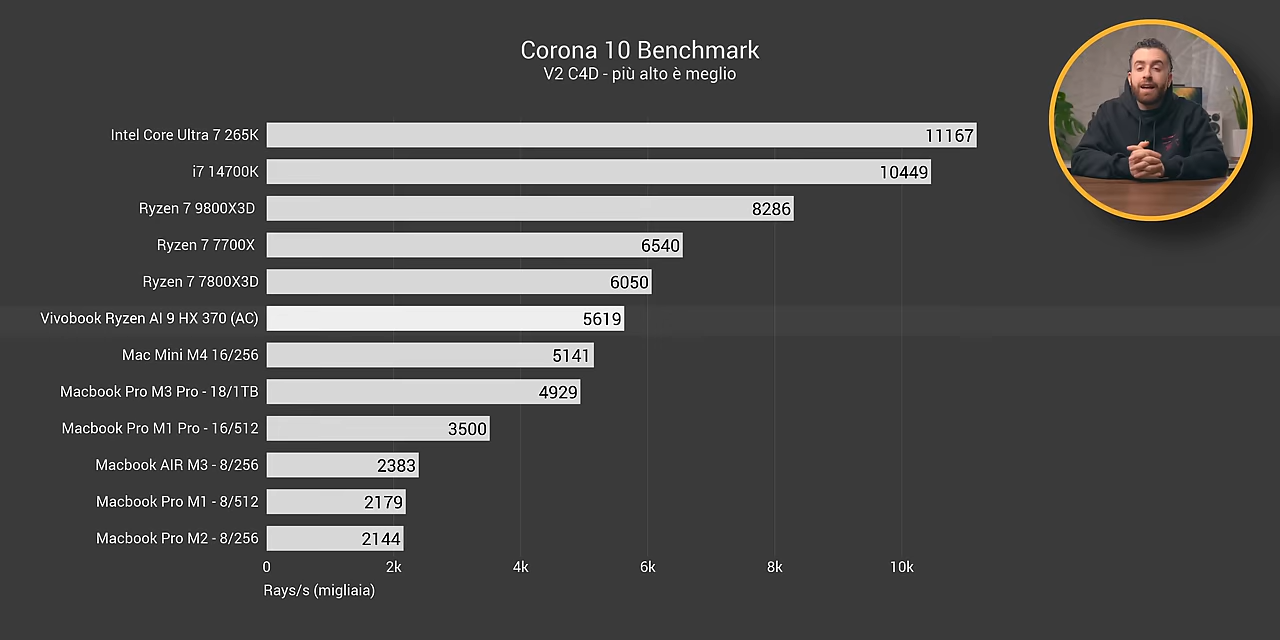 Corona 10 Benchmark
V2 C4D - più alto è meglio
Intel Core Ultra 7 265K 11167
i7 14700K 10449
Ryzen 7 9800X3D 8286
Ryzen 7 7700X 6540
Ryzen 7 7800X3D 6050
Vivobook Ryzen AI 9 HX 370 (AC) 5619
Mac Mini M4 16/256 5141
Macbook Pro M3 Pro - 18/1TB 4929
Macbook Pro M1 Pro - 16/512 3500
Macbook AIR M3 - 8/256 2383
Macbook Pro M1 - 8/512 2179
Macbook Pro M2 - 8/256 2144
0 2k 4k 6k 8k 10k
Rays/s (migliaia)